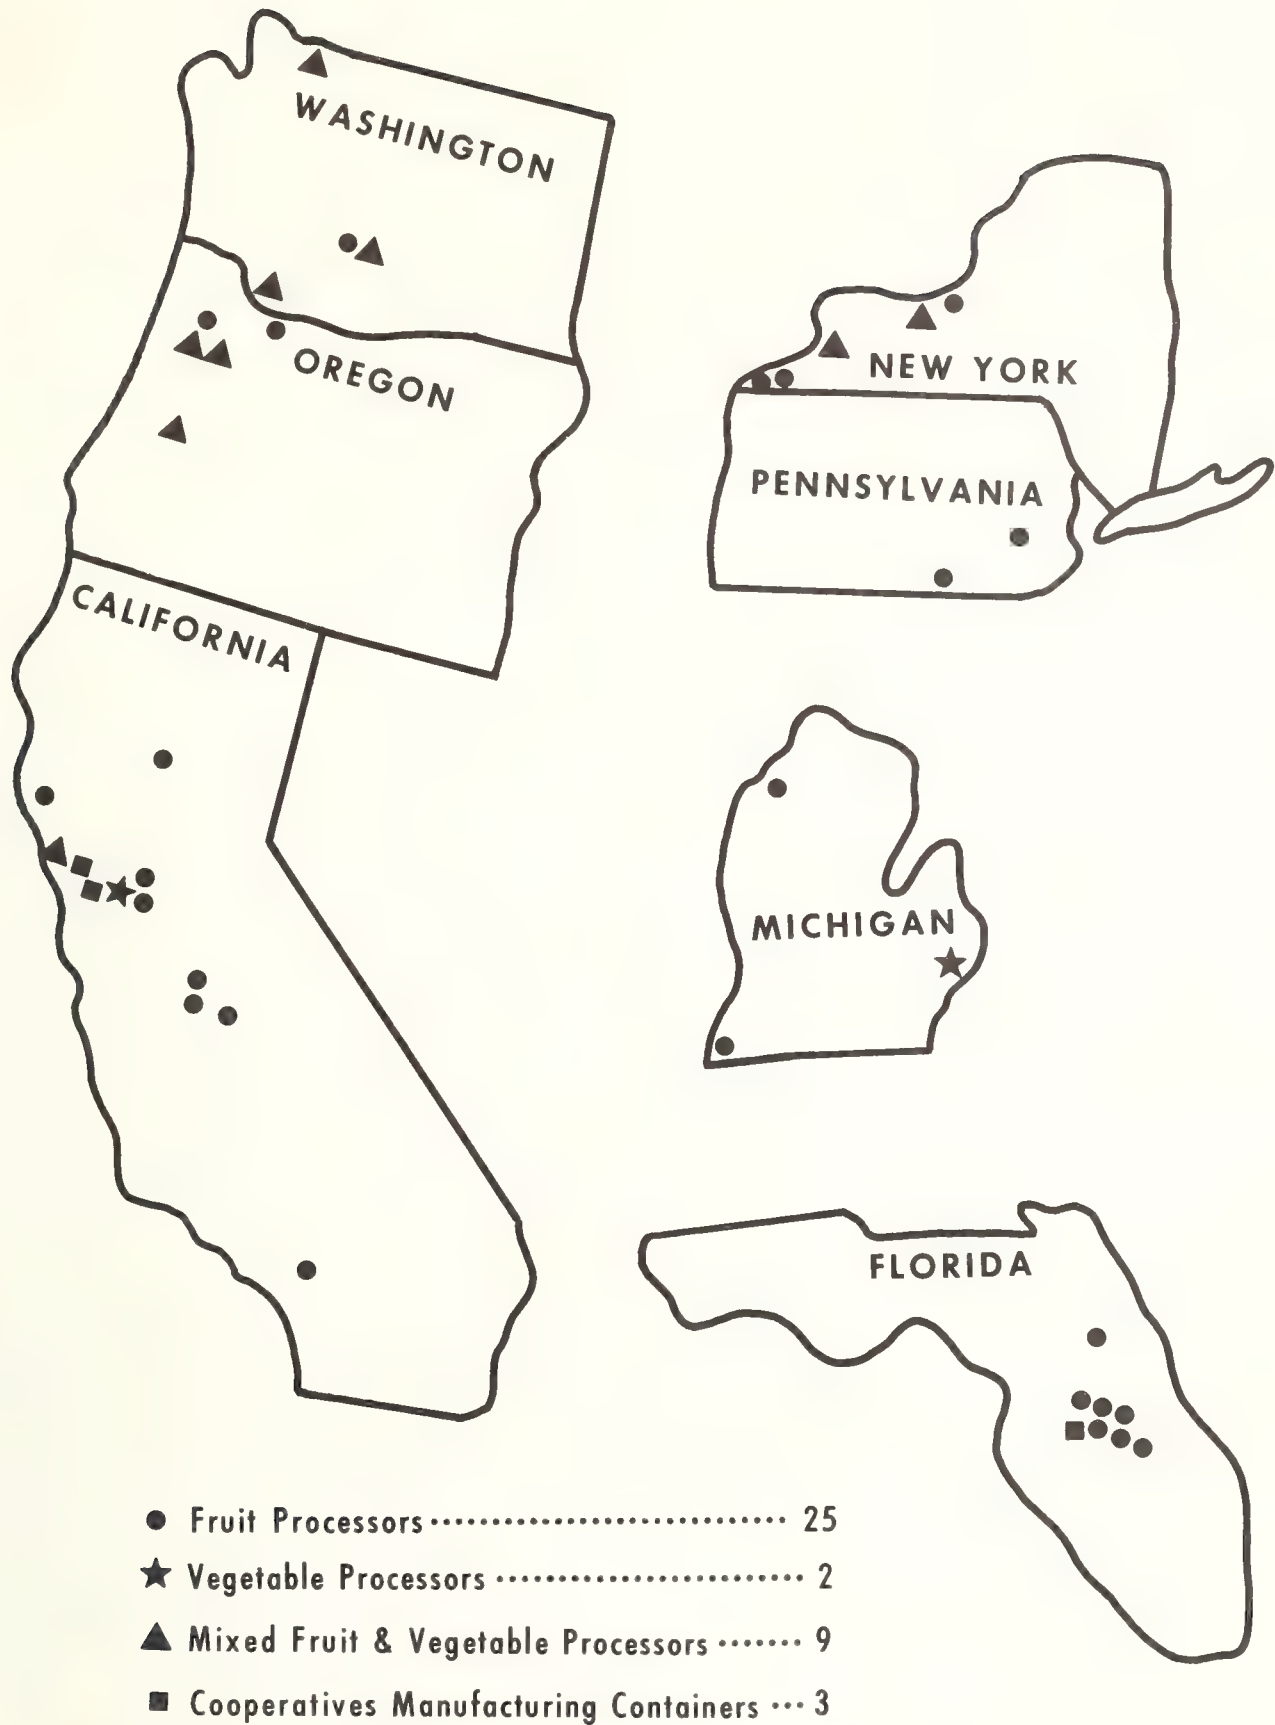 WASHINGTON
OREGON
NEW YORK
PENNSYLVANIA
CALIFORNIA
MICHIGAN
FLORIDA
● Fruit Processors ............................. 25
★ Vegetable Processors ......................... 2
▲ Mixed Fruit & Vegetable Processors ....... 9
■ Cooperatives Manufacturing Containers ... 3